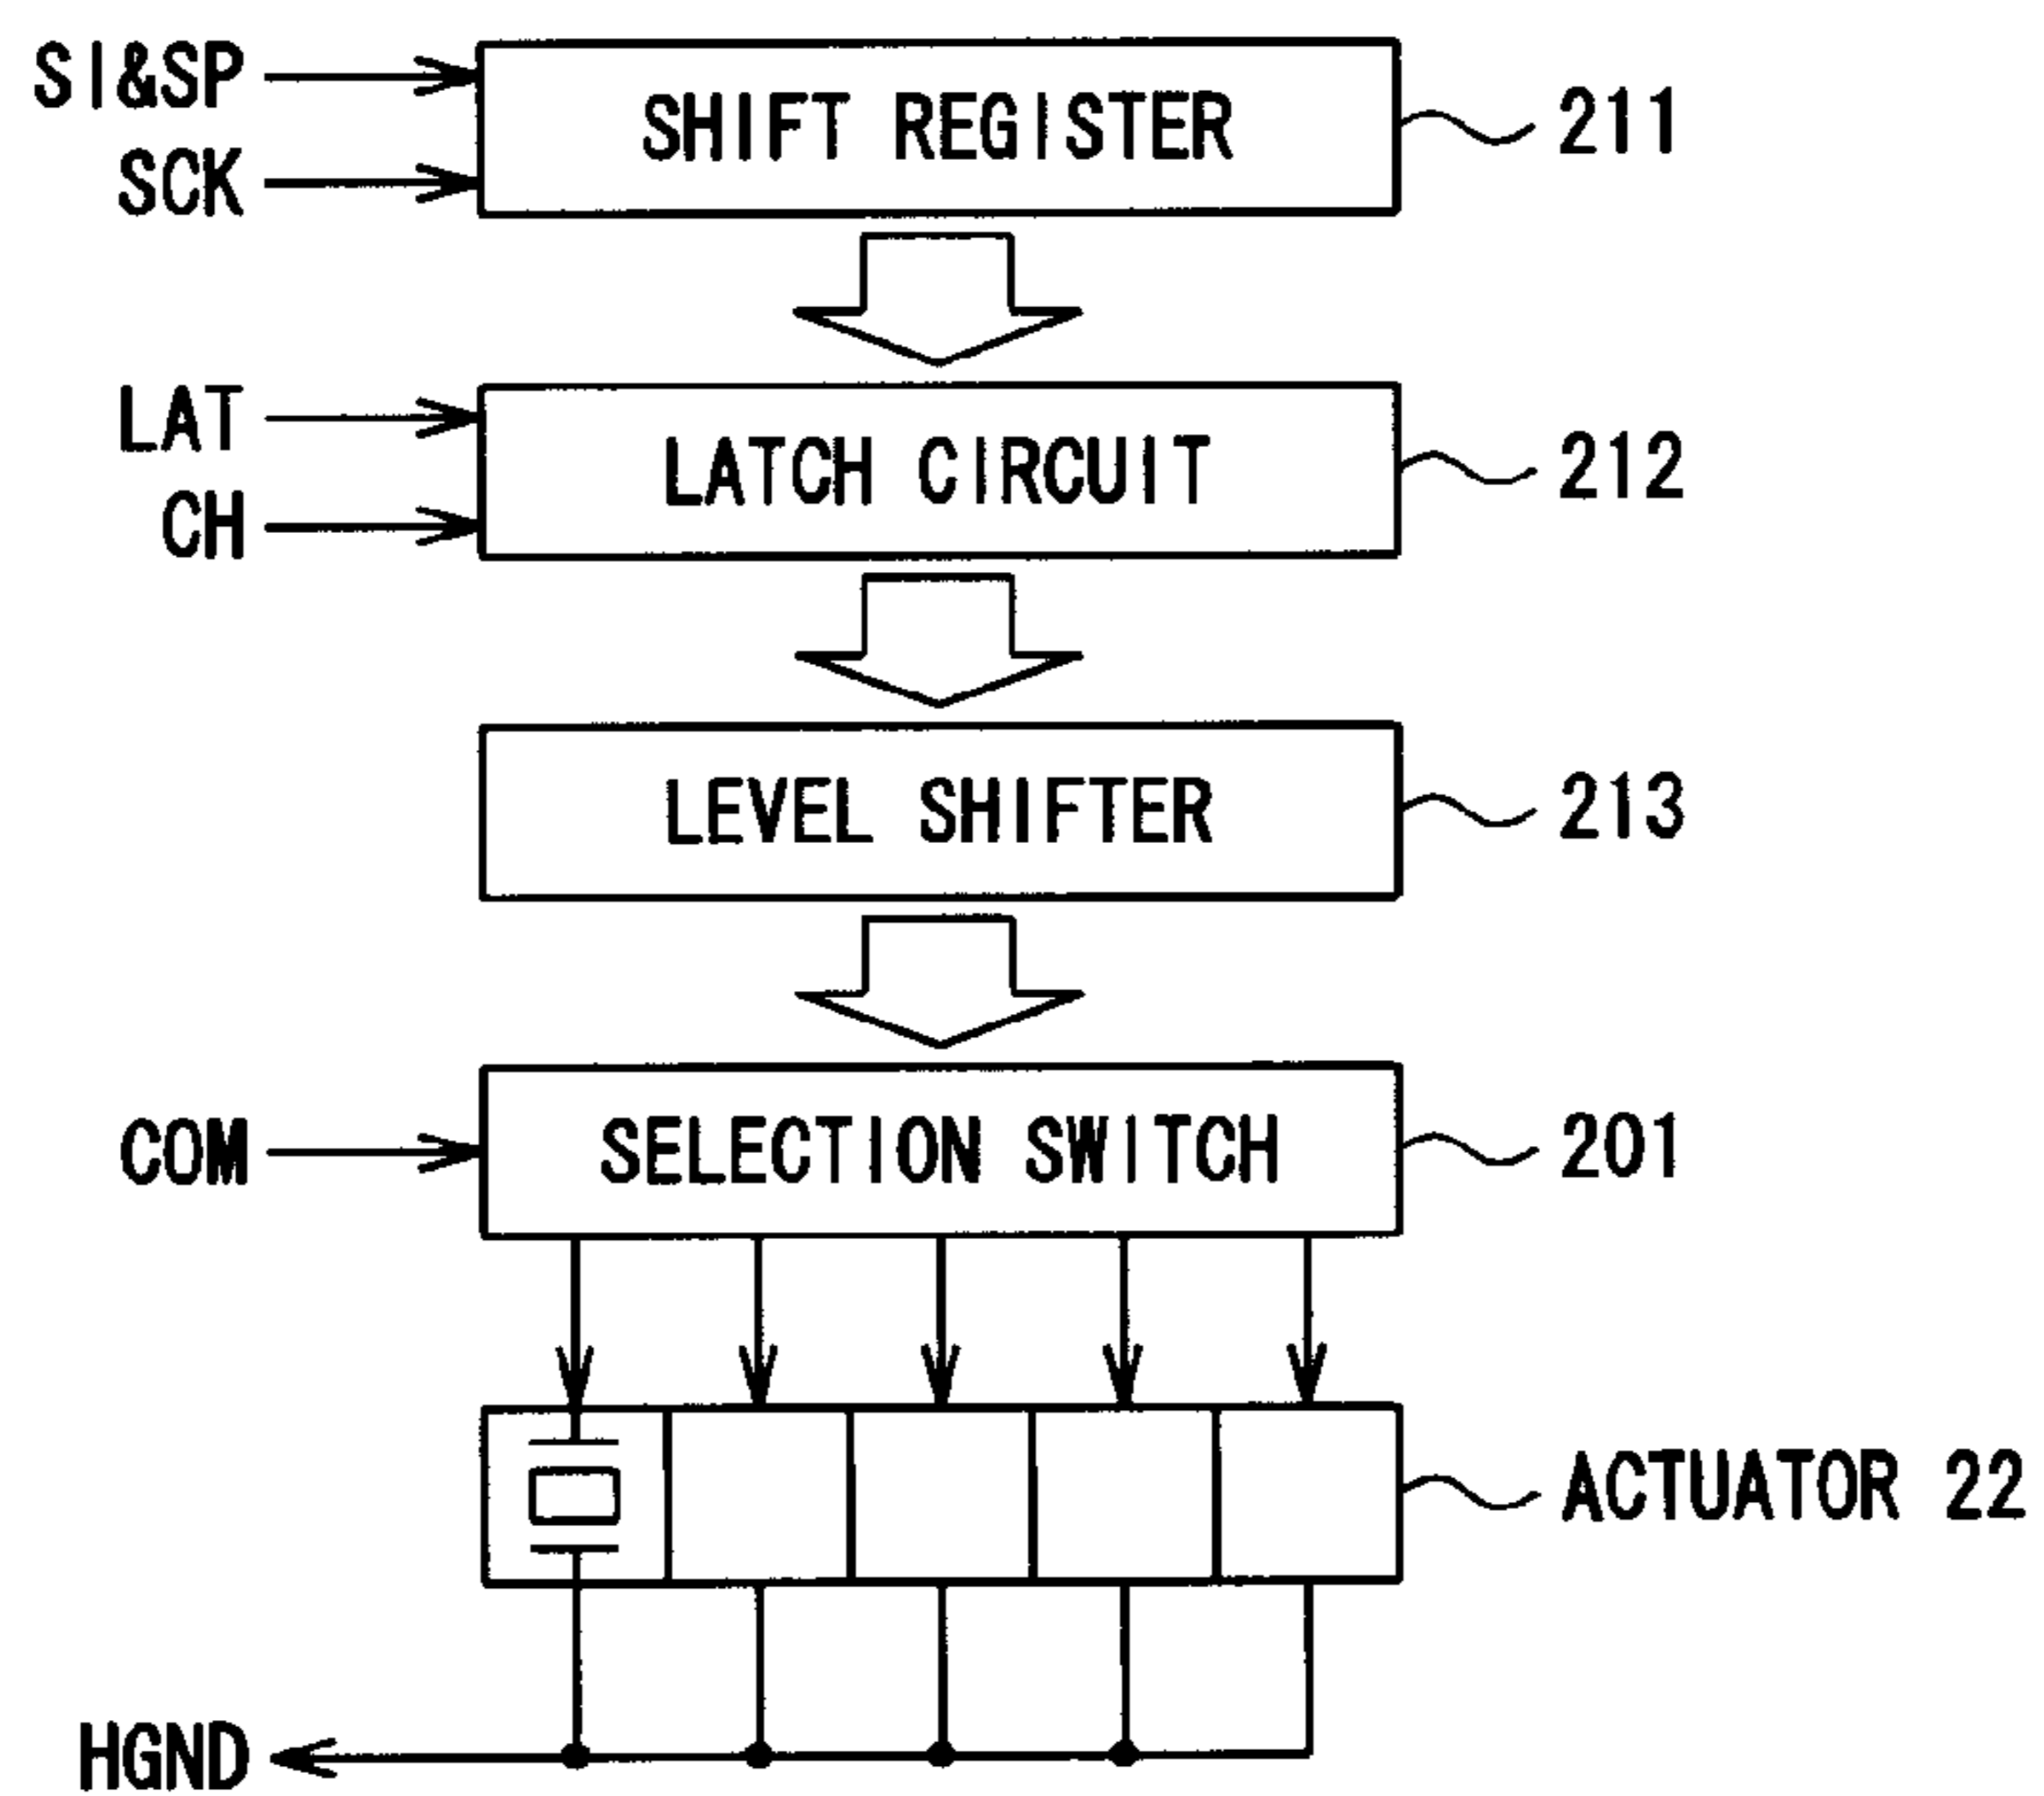 SI&SP
SHIFT REGISTER
211
SCK
LAT
LATCH CIRCUIT
212
CH
LEVEL SHIFTER
213
COM
SELECTION SWITCH
201
ACTUATOR 22
HGND